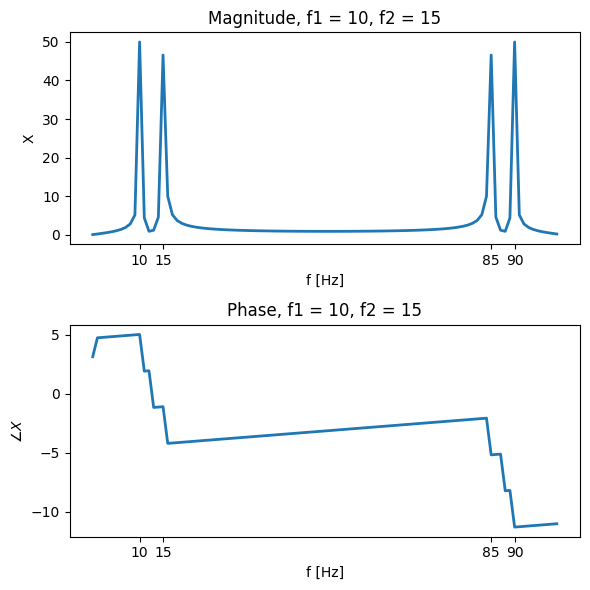 Magnitude, f1 = 10, f2 = 15
50
40
30
20
10
0
X
10 15 85 90
f [Hz]
Phase, f1 = 10, f2 = 15
5
0
−5
−10
∠X
10 15 85 90
f [Hz]